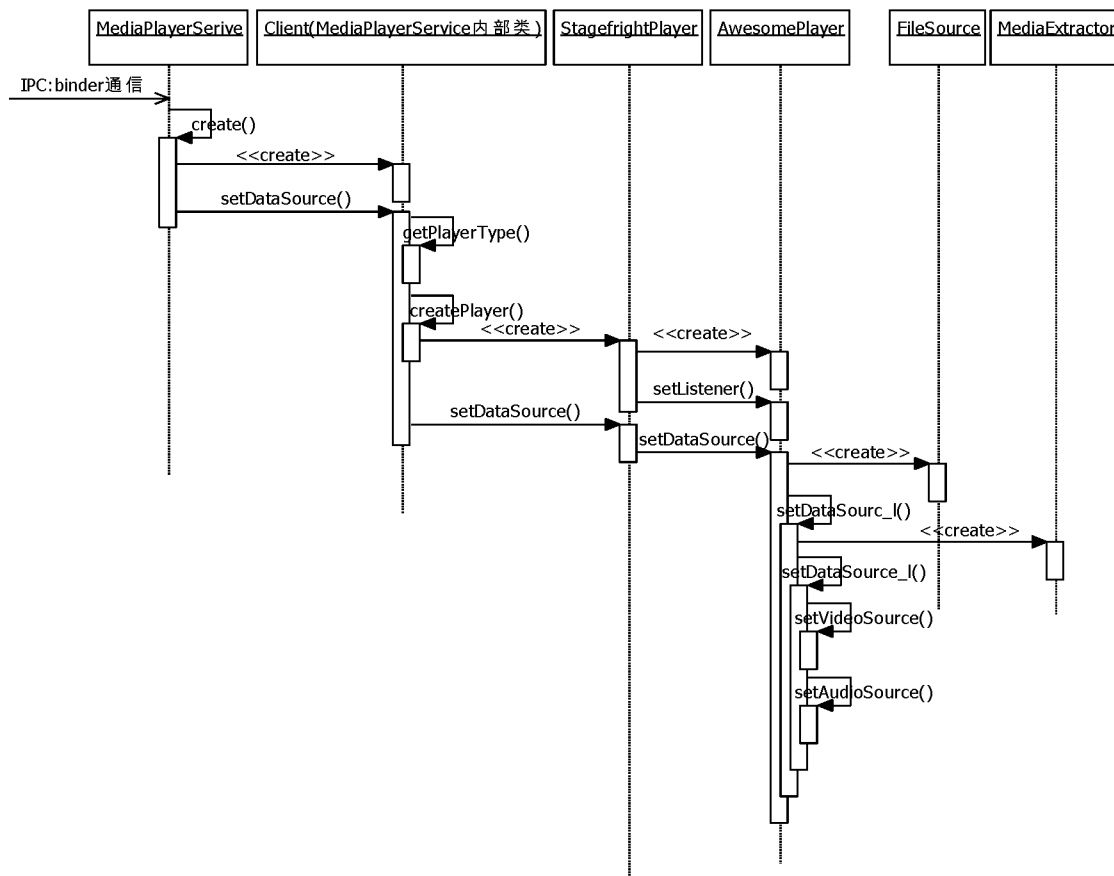 MediaPlayerSerive
Client(MediaPlayerService内部类)
StagefrightPlayer
AwesomePlayer
FileSource
MediaExtractor
IPC:binder通信
create()
<<create>>
setDataSource()
getPlayerType()
createPlayer()
<<create>>
<<create>>
setListener()
setDataSource()
setDataSource()
<<create>>
setDataSourc_l()
<<create>>
setDataSource_l()
setVideoSource()
setAudioSource()